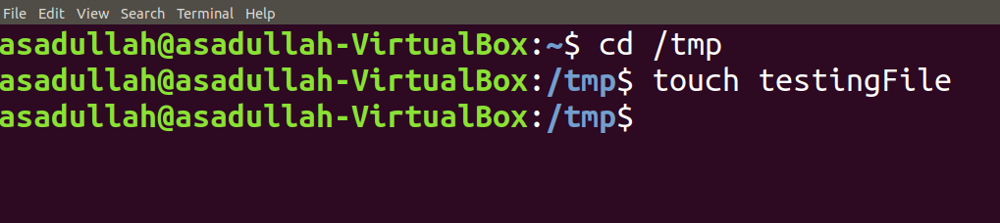 File Edit View Search Terminal Help
asadullah@asadullah-VirtualBox:~$ cd /tmp
asadullah@asadullah-VirtualBox:/tmp$ touch testingFile
asadullah@asadullah-VirtualBox:/tmp$